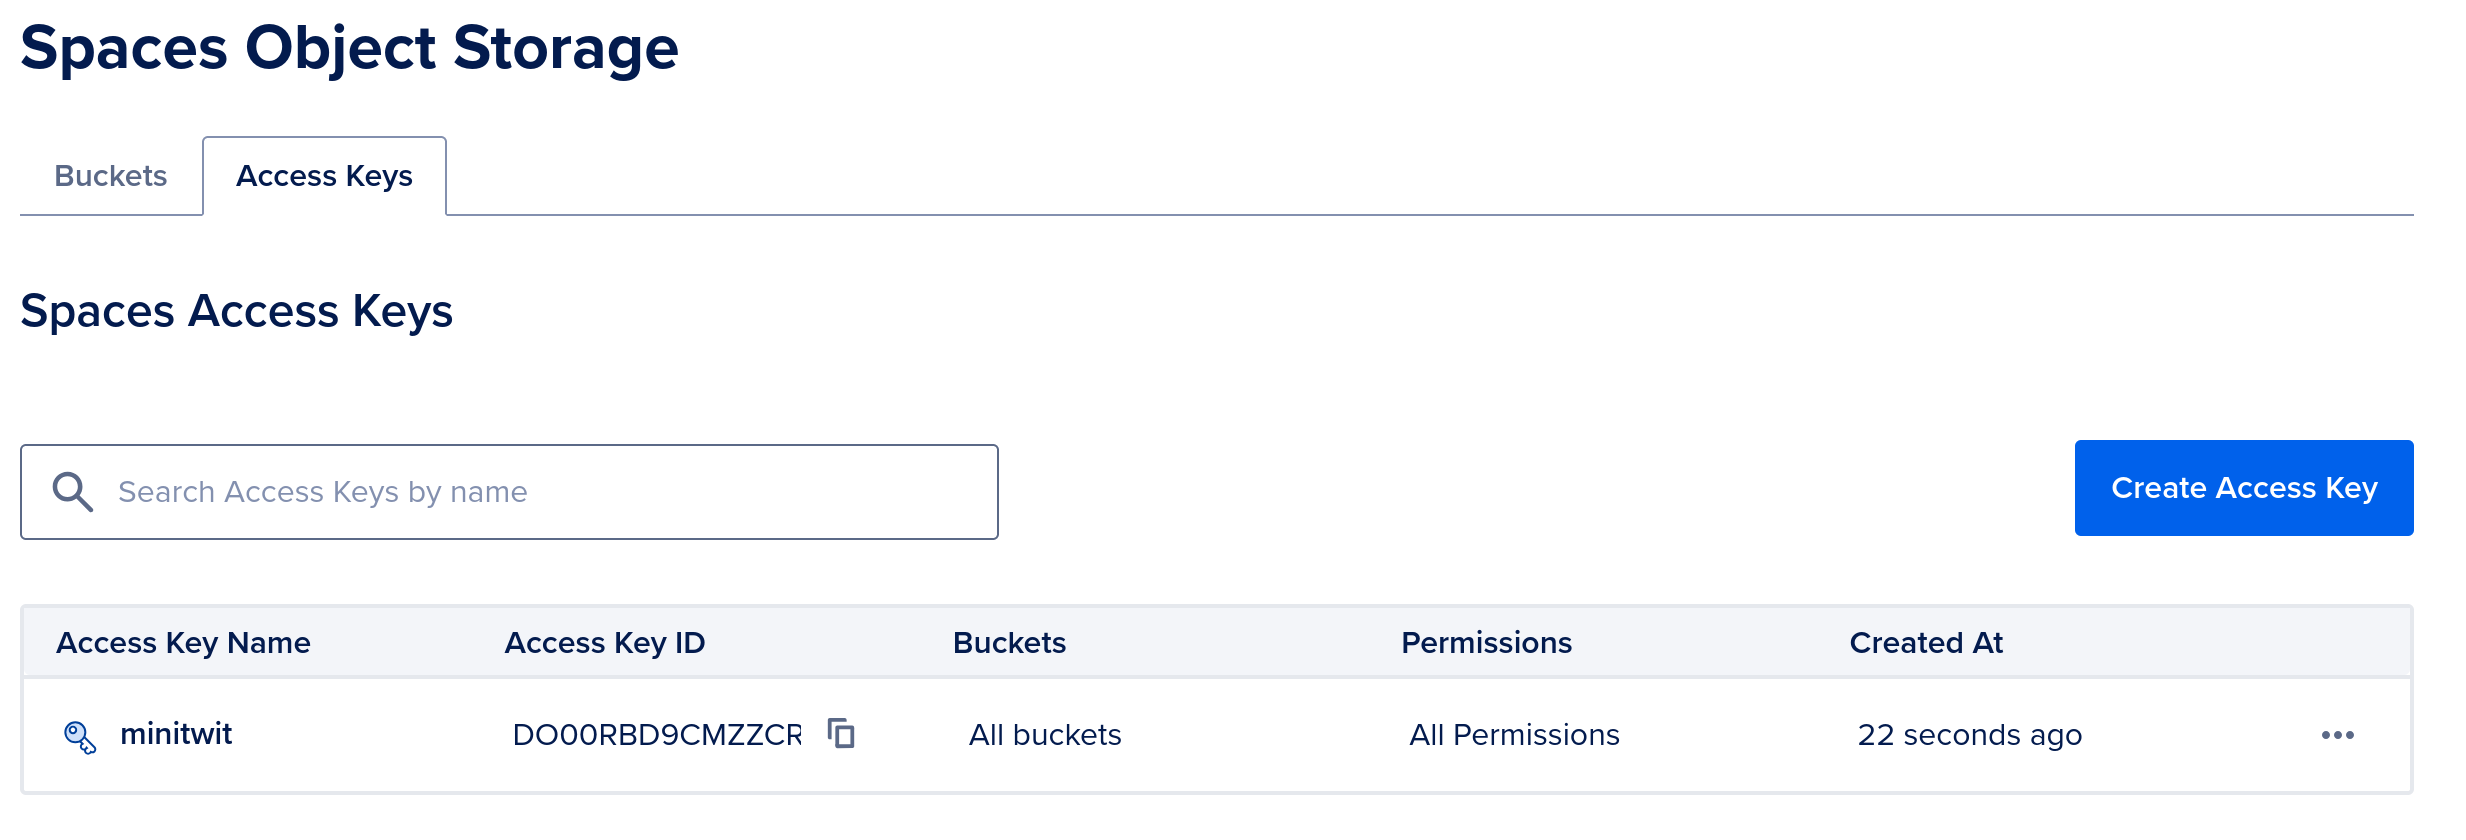 Spaces Object Storage
Buckets Access Keys
Spaces Access Keys
Search Access Keys by name
Create Access Key
Access Key Name Access Key ID Buckets Permissions Created At
minitwit DO00RBD9CMZZCR All buckets All Permissions 22 seconds ago